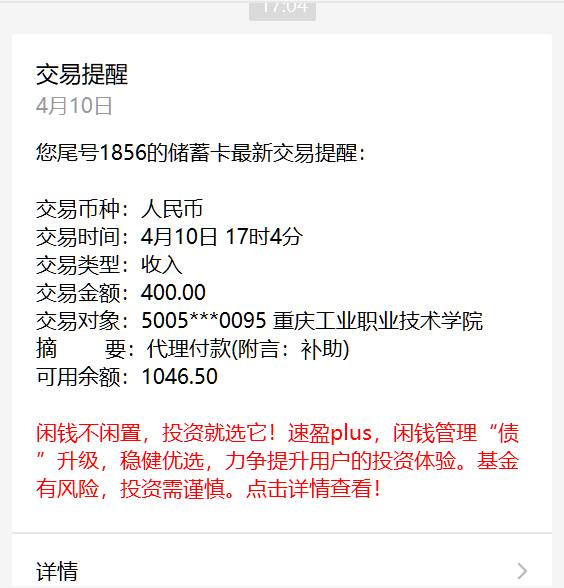 17:04
交易提醒
4月10日
您尾号1856的储蓄卡最新交易提醒：
交易币种：人民币
交易时间：4月10日 17时4分
交易类型：收入
交易金额：400.00
交易对象：5005***0095 重庆工业职业技术学院
摘　　要：代理付款(附言：补助)
可用余额：1046.50
闲钱不闲置，投资就选它！速盈plus，闲钱管理“债
”升级，稳健优选，力争提升用户的投资体验。基金
有风险，投资需谨慎。点击详情查看！
详情